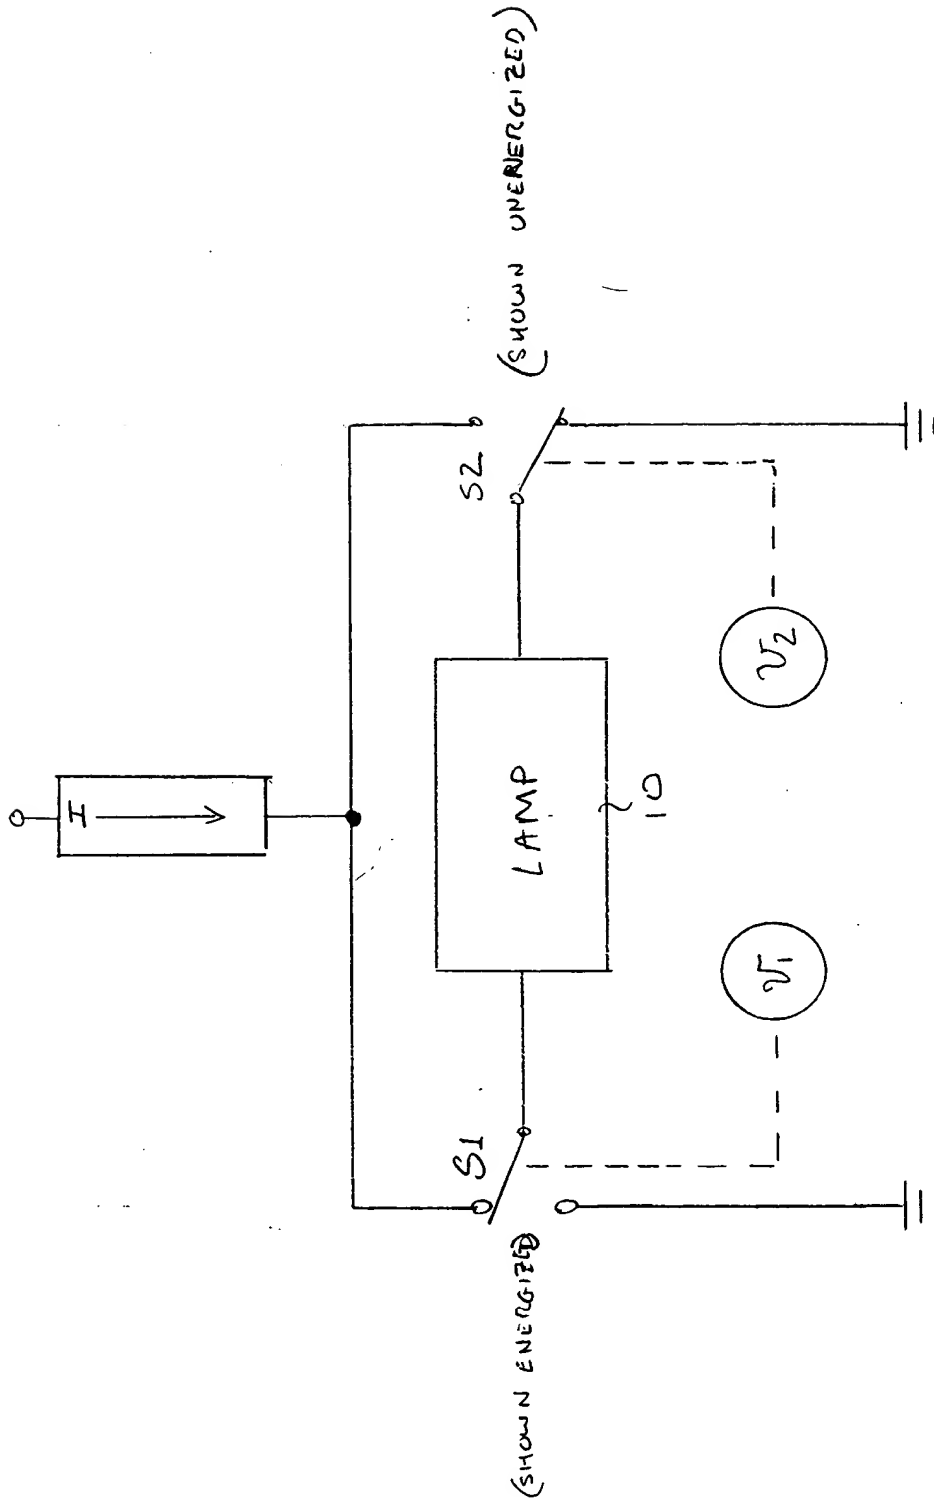 I
S1
S2
(SHOWN ENERGIZED)
(SHOWN UNENERGIZED)
LAMP
10
V1
V2